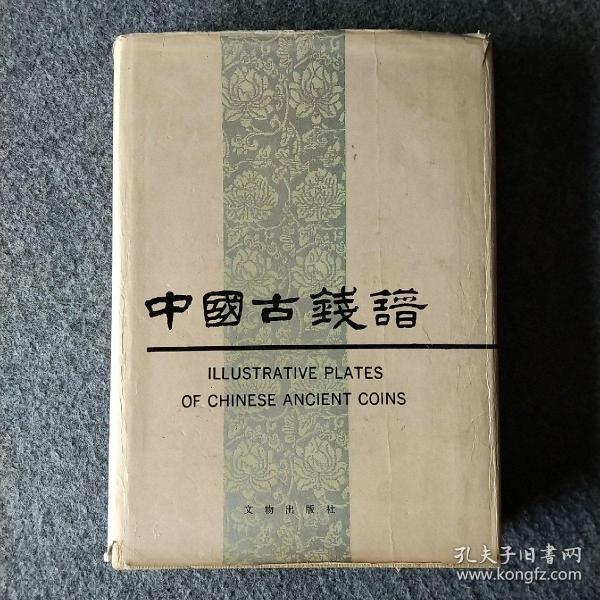 中國古錢譜
ILLUSTRATIVE PLATES
OF CHINESE ANCIENT COINS
文物出版社
孔夫子旧書网
www.kongfz.com